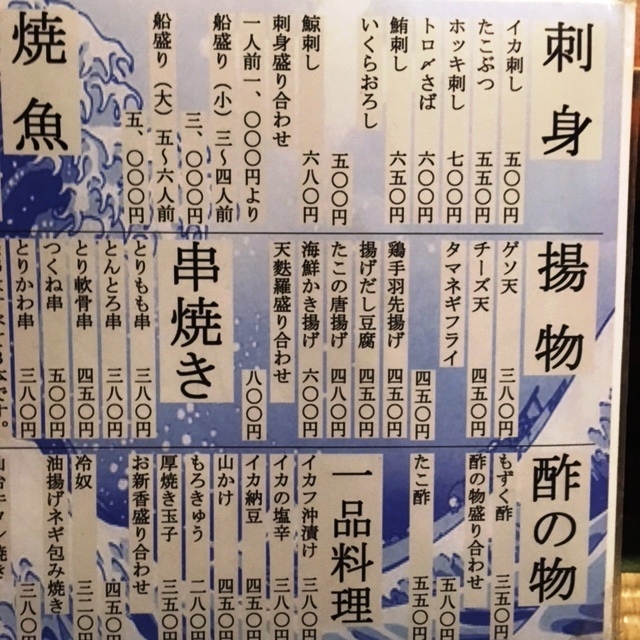 刺身
イカ刺し 五〇〇円
たこぶつ 五五〇円
ホッキ刺し 七〇〇円
トロ〆さば 六〇〇円
鮪刺し 六五〇円
いくらおろし
五〇〇円
鯨刺し 六八〇円
刺身盛り合わせ
一人前一、〇〇〇円より
船盛り（小）三〜四人前
三、〇〇〇円
船盛り（大）五〜六人前
五、〇〇〇円
焼魚
揚物
ゲソ天 三八〇円
チーズ天 四五〇円
タマネギフライ
四五〇円
鶏手羽先揚げ 四五〇円
揚げだし豆腐 四五〇円
たこの唐揚げ 四八〇円
海鮮かき揚げ 六〇〇円
天麩羅盛り合わせ
八〇〇円
串焼き
とりもも串 三八〇円
とんとろ串 三八〇円
とり軟骨串 四五〇円
つくね串 五〇〇円
とりかわ串 三八〇円
です。
酢の物
もずく酢 三五〇円
酢の物盛り合わせ
五八〇円
たこ酢 五五〇円
一品料理
イカフ沖漬け 三八〇円
イカの塩辛 三八〇円
イカ納豆 四五〇円
山かけ 四五〇円
もろきゅう 二八〇円
厚焼き玉子 三五〇円
お新香盛り合わせ
四五〇円
冷奴 三二〇円
油揚げネギ包み焼き
三八〇円